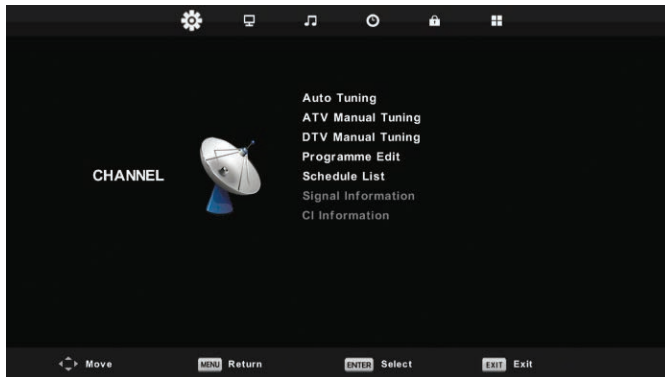 Auto Tuning
ATV Manual Tuning
DTV Manual Tuning
Programme Edit
CHANNEL
Schedule List
Signal Information
CI Information
Move MENU Return ENTER Select EXIT Exit